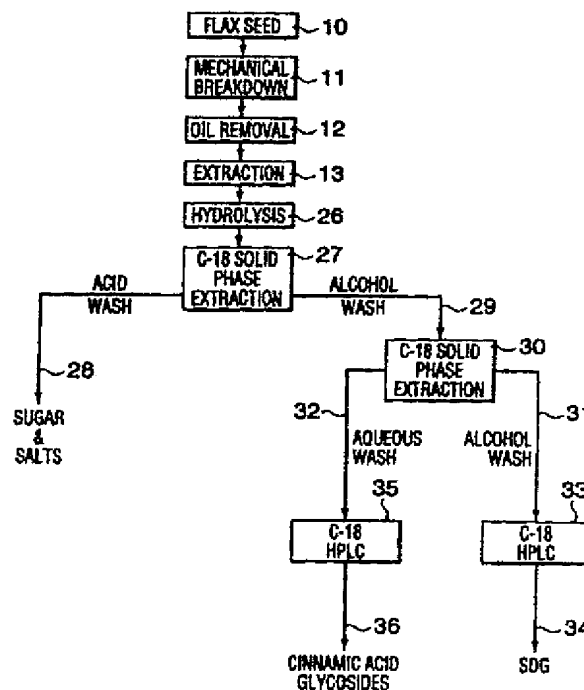 FLAX SEED 10
MECHANICAL
BREAKDOWN 11
OIL REMOVAL 12
EXTRACTION 13
HYDROLYSIS 26
27
C-18 SOLID
PHASE
EXTRACTION
ACID
WASH
ALCOHOL
WASH
28
29
SUGAR
&
SALTS
30
C-18 SOLID
PHASE
EXTRACTION
32
31
AQUEOUS
WASH
ALCOHOL
WASH
35
C-18
HPLC
33
C-18
HPLC
36
34
CINNAMIC ACID
GLYCOSIDES
SDG